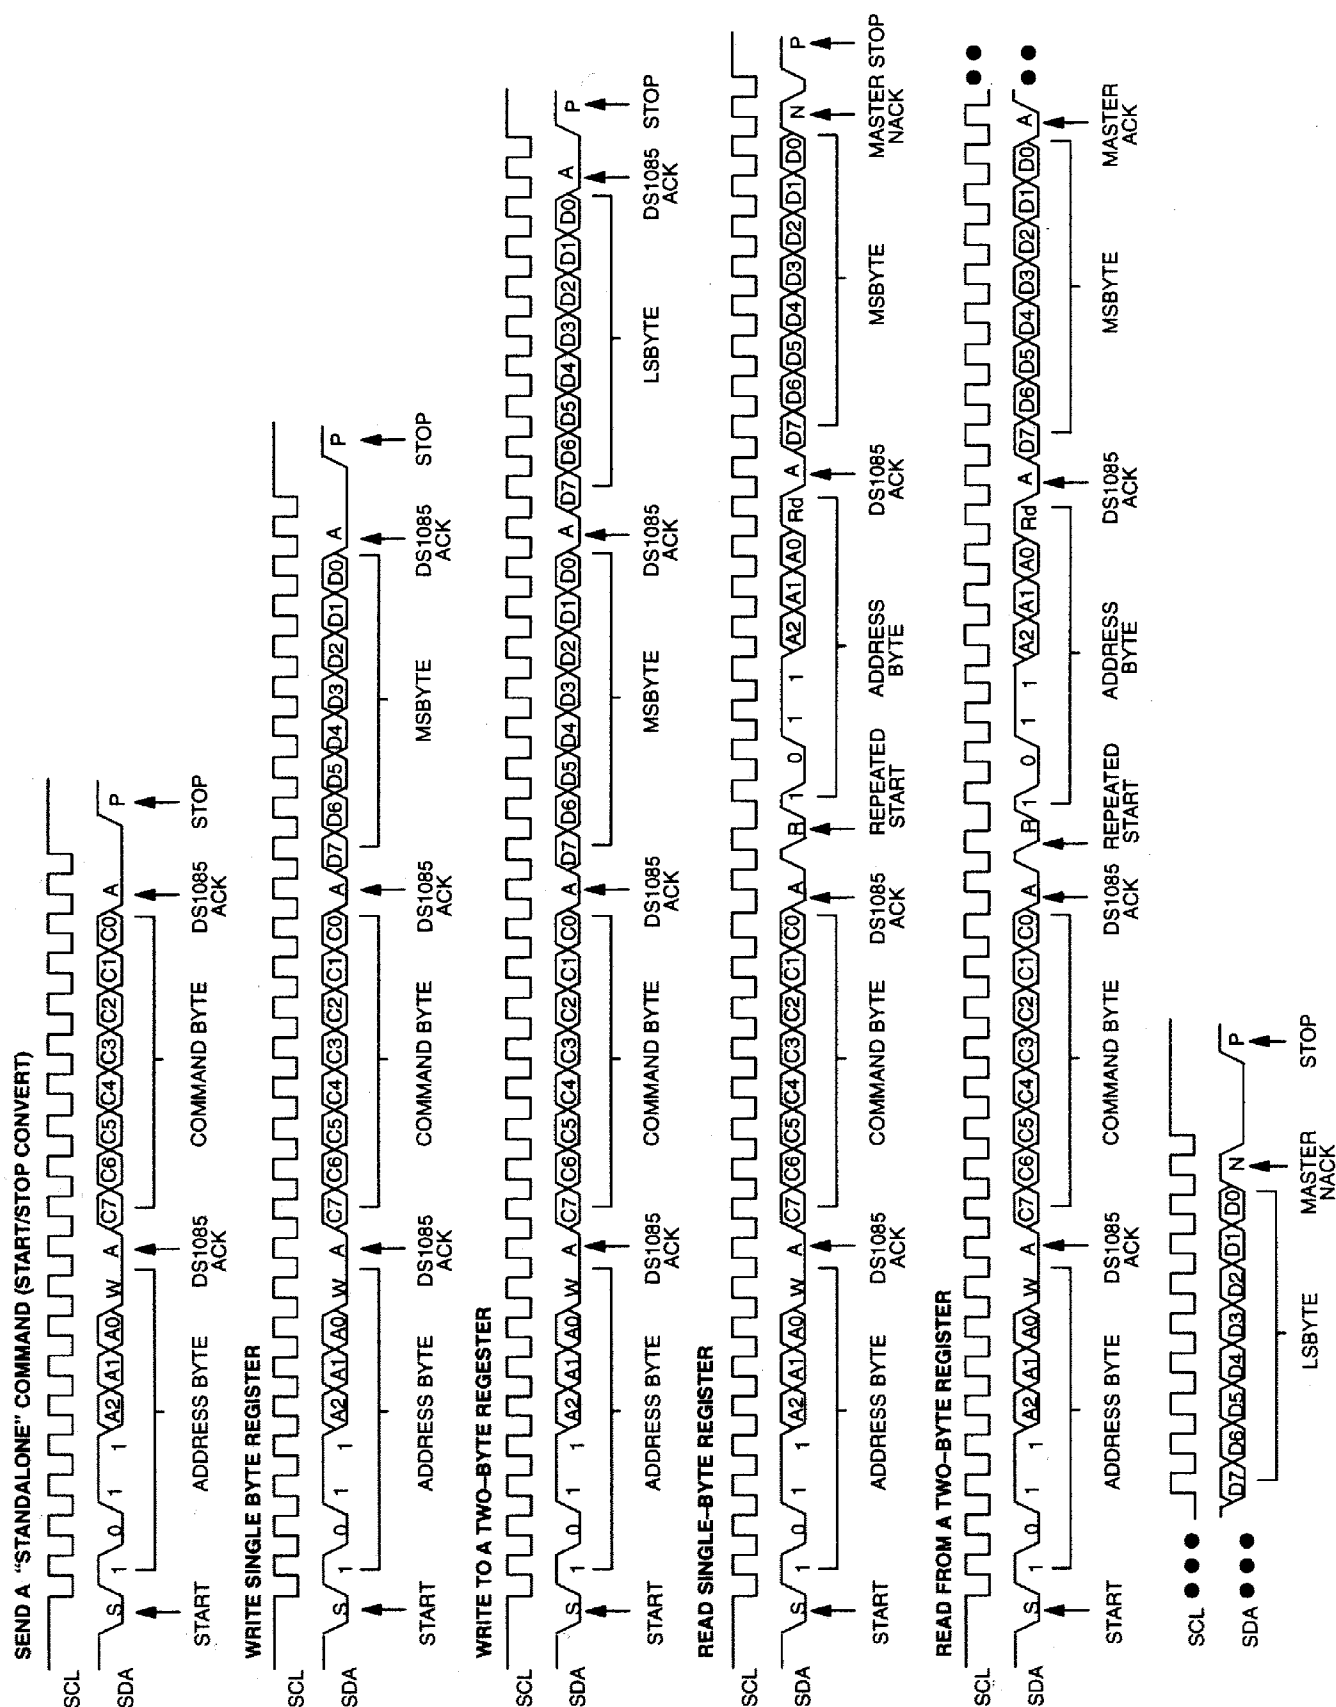 SEND A "STANDALONE" COMMAND (START/STOP CONVERT)
SCL
SDA
S 1 0 1 1 A2 A1 A0 W A C7 C6 C5 C4 C3 C2 C1 C0 A P
START ADDRESS BYTE DS1085 ACK COMMAND BYTE DS1085 ACK STOP
WRITE SINGLE BYTE REGISTER
SCL
SDA
S 1 0 1 1 A2 A1 A0 W A C7 C6 C5 C4 C3 C2 C1 C0 A D7 D6 D5 D4 D3 D2 D1 D0 A P
START ADDRESS BYTE DS1085 ACK COMMAND BYTE DS1085 ACK MSBYTE DS1085 ACK STOP
WRITE TO A TWO–BYTE REGESTER
SCL
SDA
S 1 0 1 1 A2 A1 A0 W A C7 C6 C5 C4 C3 C2 C1 C0 A D7 D6 D5 D4 D3 D2 D1 D0 A D7 D6 D5 D4 D3 D2 D1 D0 A P
START ADDRESS BYTE DS1085 ACK COMMAND BYTE DS1085 ACK MSBYTE DS1085 ACK LSBYTE DS1085 ACK STOP
READ SINGLE–BYTE REGISTER
SCL
SDA
S 1 0 1 1 A2 A1 A0 W A C7 C6 C5 C4 C3 C2 C1 C0 A R 1 0 1 1 A2 A1 A0 Rd A D7 D6 D5 D4 D3 D2 D1 D0 N P
START ADDRESS BYTE DS1085 ACK COMMAND BYTE DS1085 ACK REPEATED START ADDRESS BYTE DS1085 ACK MSBYTE MASTER NACK STOP
READ FROM A TWO–BYTE REGISTER
SCL
SDA
S 1 0 1 1 A2 A1 A0 W A C7 C6 C5 C4 C3 C2 C1 C0 A R 1 0 1 1 A2 A1 A0 Rd A D7 D6 D5 D4 D3 D2 D1 D0 A
START ADDRESS BYTE DS1085 ACK COMMAND BYTE DS1085 ACK REPEATED START ADDRESS BYTE DS1085 ACK MSBYTE MASTER ACK
SCL
SDA
D7 D6 D5 D4 D3 D2 D1 D0 N P
LSBYTE MASTER NACK STOP